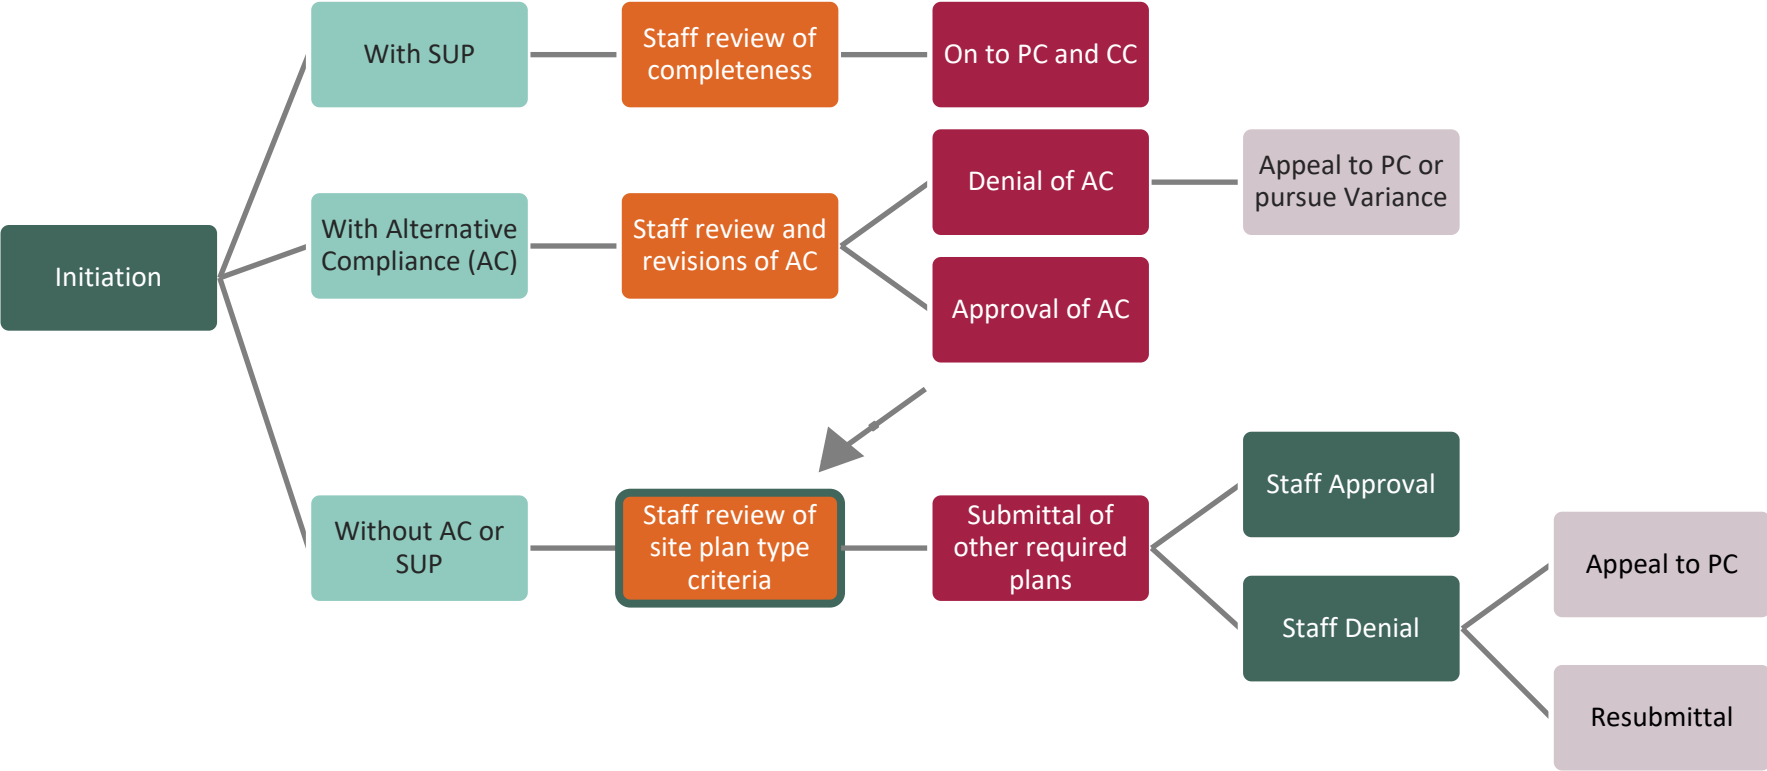 With SUP
Staff review of
completeness
On to PC and CC
Initiation
With Alternative
Compliance (AC)
Staff review and
revisions of AC
Denial of AC
Appeal to PC or
pursue Variance
Approval of AC
Without AC or
SUP
Staff review of
site plan type
criteria
Submittal of
other required
plans
Staff Approval
Staff Denial
Appeal to PC
Resubmittal